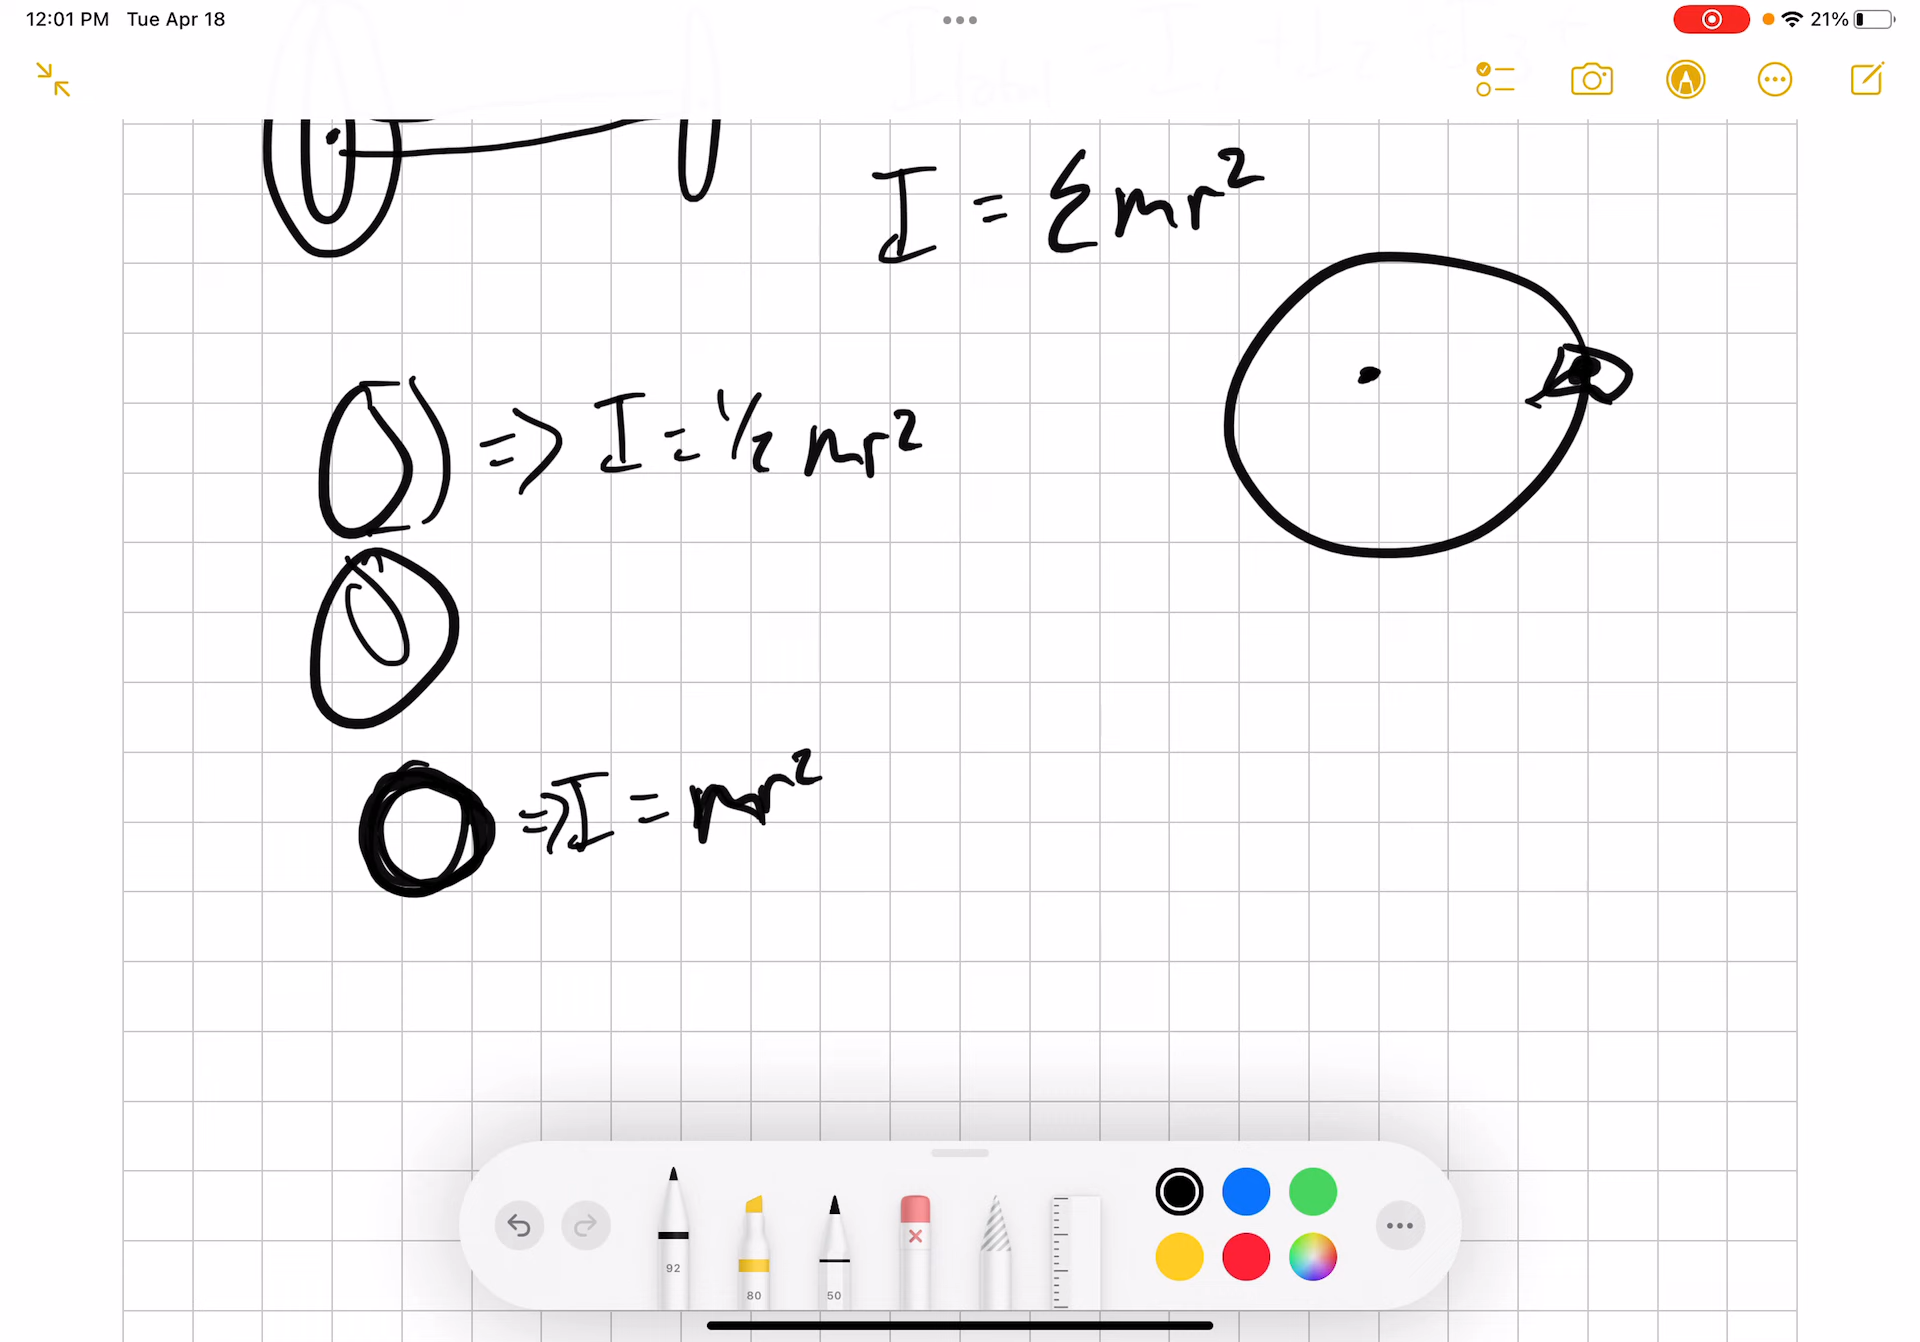 12:01 PM Tue Apr 18
21%
I = Σmr²
=> I = ½ mr²
=> I = mr²
92
80
50